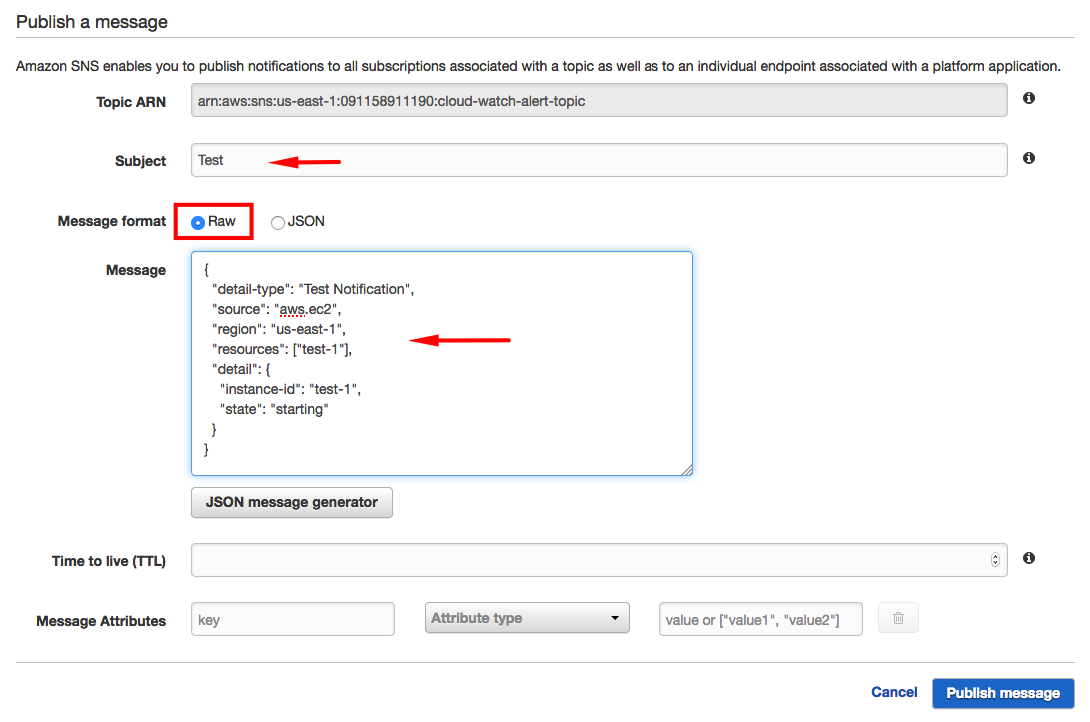 Publish a message
Amazon SNS enables you to publish notifications to all subscriptions associated with a topic as well as to an individual endpoint associated with a platform application.
Topic ARN arn:aws:sns:us-east-1:091158911190:cloud-watch-alert-topic
Subject Test
Message format Raw JSON
Message
{
"detail-type": "Test Notification",
"source": "aws.ec2",
"region": "us-east-1",
"resources": ["test-1"],
"detail": {
"instance-id": "test-1",
"state": "starting"
}
}
JSON message generator
Time to live (TTL)
Message Attributes key Attribute type value or ["value1", "value2"]
Cancel Publish message